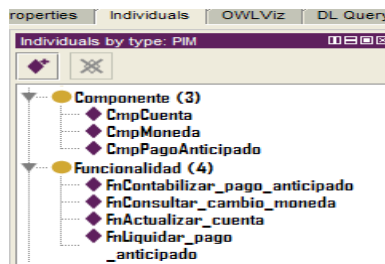 roperties Individuals OWLViz DL Query
Individuals by type: PIM
Componente (3)
CmpCuenta
CmpMoneda
CmpPagoAnticipado
Funcionalidad (4)
FnContabilizar_pago_anticipado
FnConsultar_cambio_moneda
FnActualizar_cuenta
FnLiquidar_pago
_anticipado